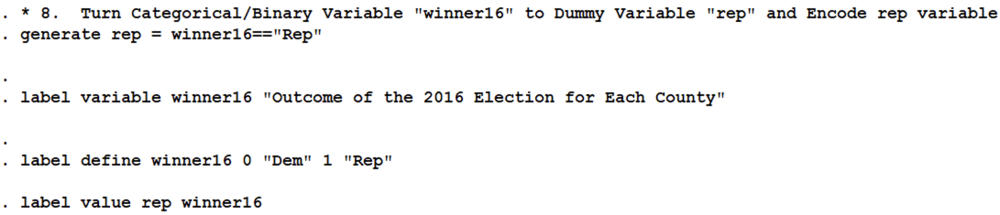 . * 8.  Turn Categorical/Binary Variable "winner16" to Dummy Variable "rep" and Encode rep variable
. generate rep = winner16=="Rep"
.
. label variable winner16 "Outcome of the 2016 Election for Each County"
.
. label define winner16 0 "Dem" 1 "Rep"
. label value rep winner16